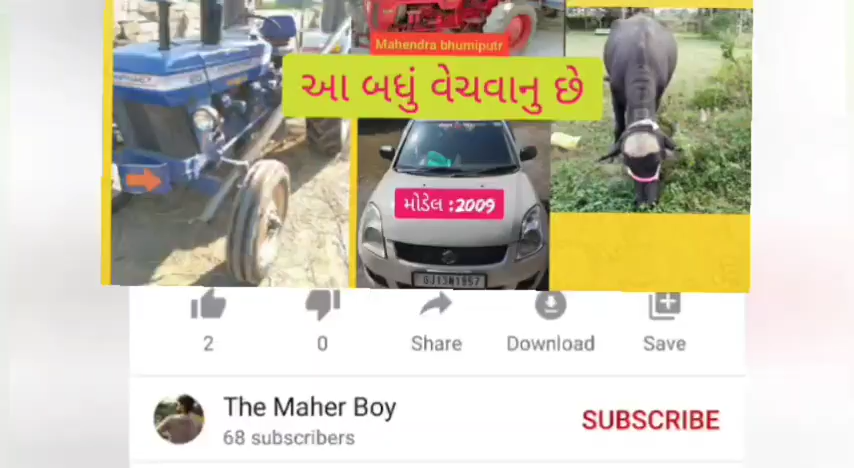 Mahendra bhumiputr
આ બધું વેચવાનુ છે
મોડેલ :2009
2
0
Share
Download
Save
The Maher Boy
68 subscribers
SUBSCRIBE